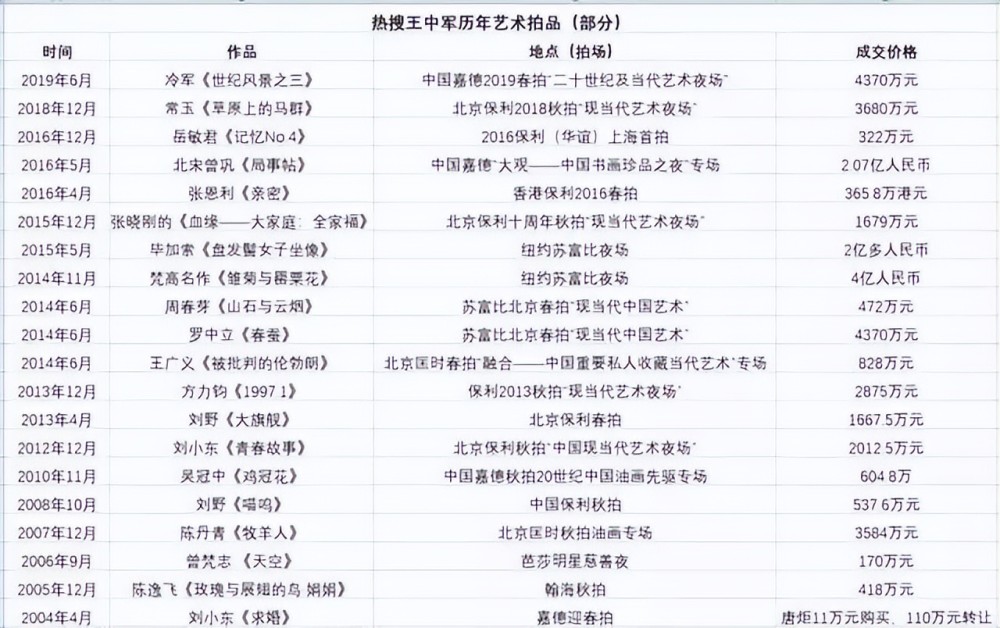 热搜王中军历年艺术拍品（部分）
时间 作品 地点（拍场） 成交价格
2019年6月 冷军《世纪风景之三》 中国嘉德2019春拍“二十世纪及当代艺术夜场” 4370万元
2018年12月 常玉《草原上的马群》 北京保利2018秋拍“现当代艺术夜场” 3680万元
2016年12月 岳敏君《记忆No.4》 2016保利（华谊）上海首拍 322万元
2016年5月 北宋曾巩《局事帖》 中国嘉德“大观——中国书画珍品之夜”专场 2.07亿人民币
2016年4月 张恩利《亲密》 香港保利2016春拍 365.8万港元
2015年12月 张晓刚的《血缘——大家庭：全家福》 北京保利十周年秋拍“现当代艺术夜场” 1679万元
2015年5月 毕加索《盘发髻女子坐像》 纽约苏富比夜场 2亿多人民币
2014年11月 梵高名作《雏菊与罂粟花》 纽约苏富比夜场 4亿人民币
2014年6月 周春芽《山石与云烟》 苏富比北京春拍“现当代中国艺术” 472万元
2014年6月 罗中立《春蚕》 苏富比北京春拍“现当代中国艺术” 4370万元
2014年6月 王广义《被批判的伦勃朗》 北京匡时春拍“融合——中国重要私人收藏当代艺术”专场 828万元
2013年12月 方力钧《1997.1》 保利2013秋拍“现当代艺术夜场” 2875万元
2013年4月 刘野《大旗舰》 北京保利春拍 1667.5万元
2012年12月 刘小东《青春故事》 北京保利秋拍“中国现当代艺术夜场” 2012.5万元
2010年11月 吴冠中《鸡冠花》 中国嘉德秋拍20世纪中国油画先驱专场 604.8万
2008年10月 刘野《喵呜》 中国保利秋拍 537.6万元
2007年12月 陈丹青《牧羊人》 北京匡时秋拍油画专场 3584万元
2006年9月 曾梵志 《天空》 芭莎明星慈善夜 170万元
2005年12月 陈逸飞《玫瑰与展翅的鸟 娟娟》 翰海秋拍 418万元
2004年4月 刘小东《求婚》 嘉德迎春拍 唐炬11万元购买，110万元转让